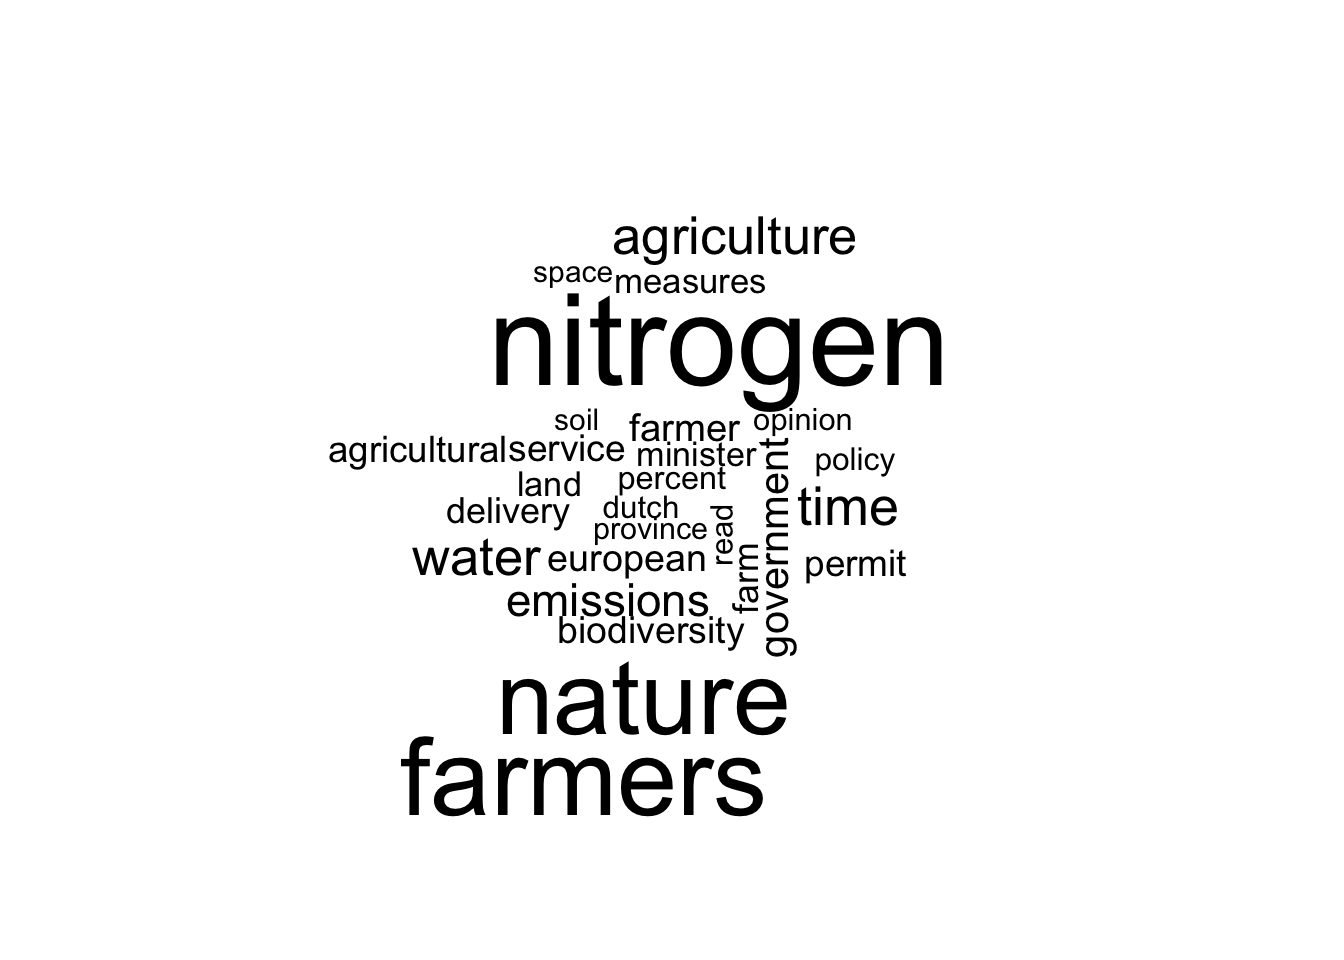 agriculture
space measures
nitrogen
soil farmer opinion
agricultural service minister policy
land percent
delivery dutch time
province read
water european farm government permit
emissions
biodiversity
nature
farmers